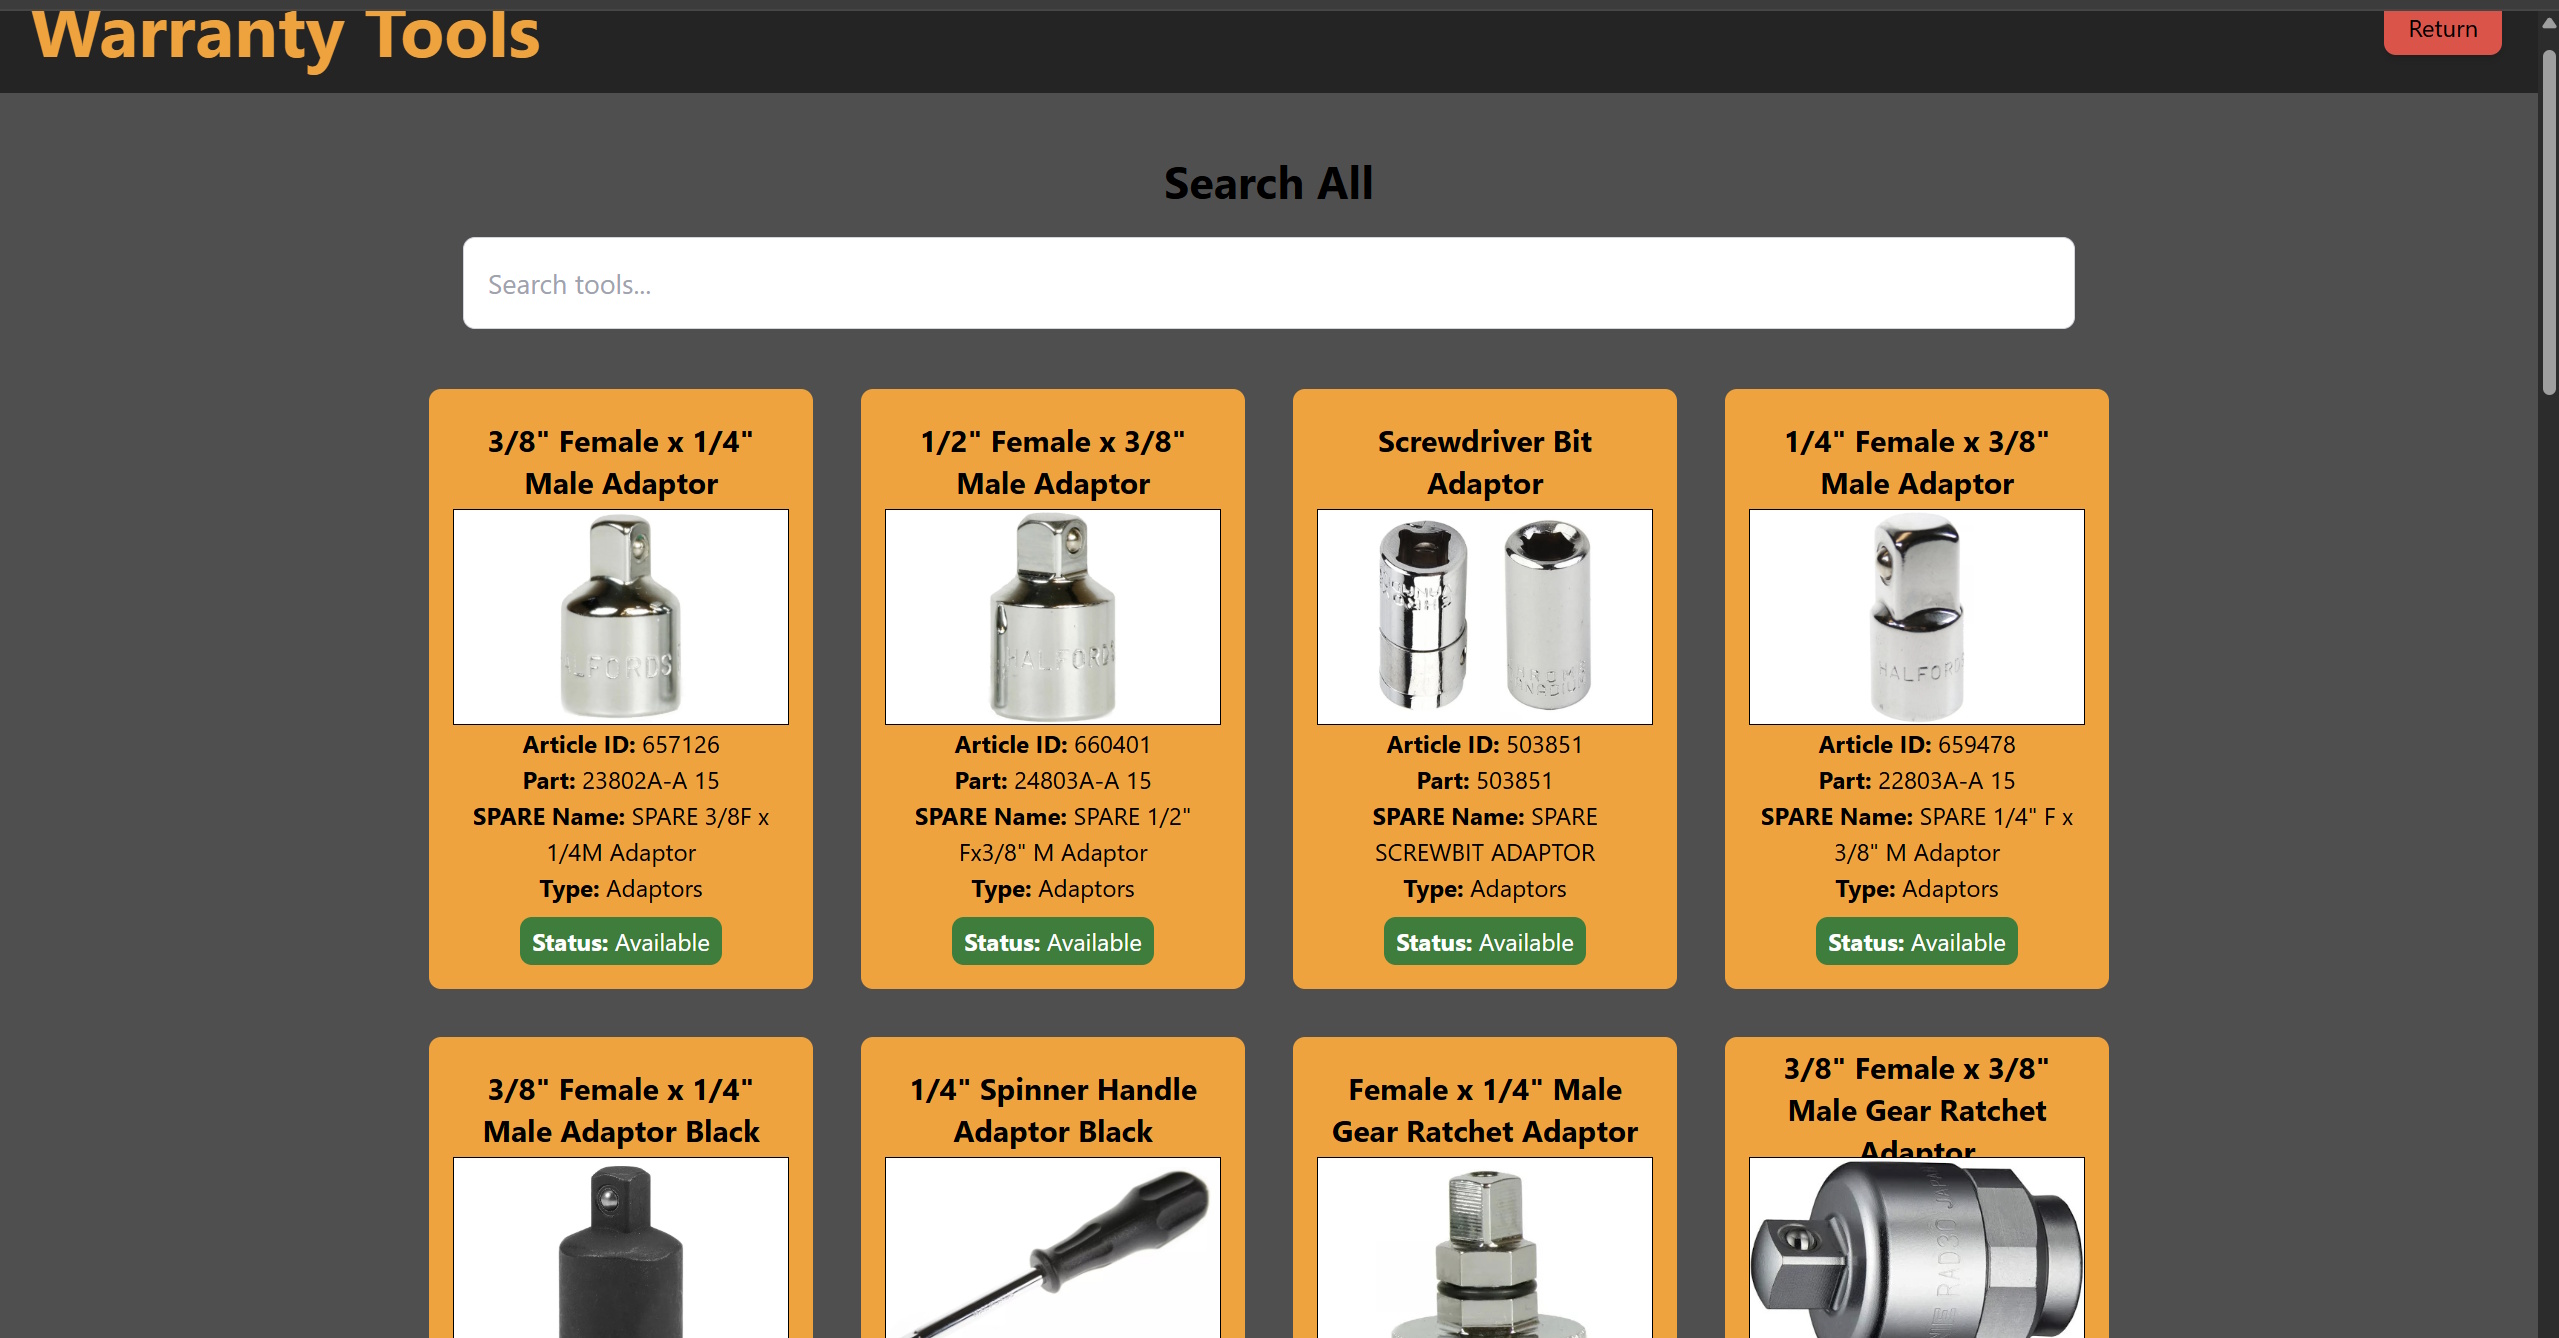 Warranty Tools
Return
Search All
Search tools...
3/8" Female x 1/4"
Male Adaptor
1/2" Female x 3/8"
Male Adaptor
Screwdriver Bit
Adaptor
1/4" Female x 3/8"
Male Adaptor
ALFORDS
HALFORDS
HALFORD
Article ID: 657126
Part: 23802A-A 15
SPARE Name: SPARE 3/8F x
1/4M Adaptor
Type: Adaptors
Status: Available
Article ID: 660401
Part: 24803A-A 15
SPARE Name: SPARE 1/2"
Fx3/8" M Adaptor
Type: Adaptors
Status: Available
Article ID: 503851
Part: 503851
SPARE Name: SPARE
SCREWBIT ADAPTOR
Type: Adaptors
Status: Available
Article ID: 659478
Part: 22803A-A 15
SPARE Name: SPARE 1/4" F x
3/8" M Adaptor
Type: Adaptors
Status: Available
3/8" Female x 1/4"
Male Adaptor Black
1/4" Spinner Handle
Adaptor Black
Female x 1/4" Male
Gear Ratchet Adaptor
3/8" Female x 3/8"
Male Gear Ratchet
Adaptor
RAD30 JAPAN